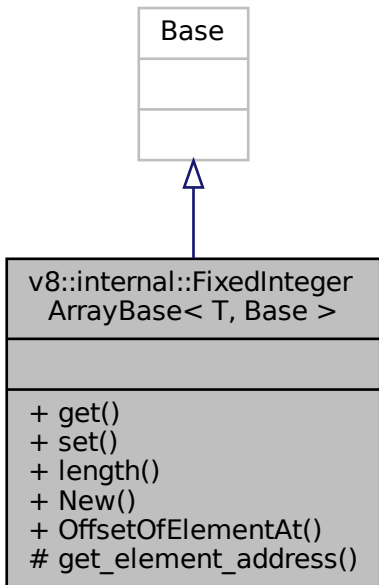 Base
v8::internal::FixedInteger
ArrayBase< T, Base >
+ get()
+ set()
+ length()
+ New()
+ OffsetOfElementAt()
# get_element_address()